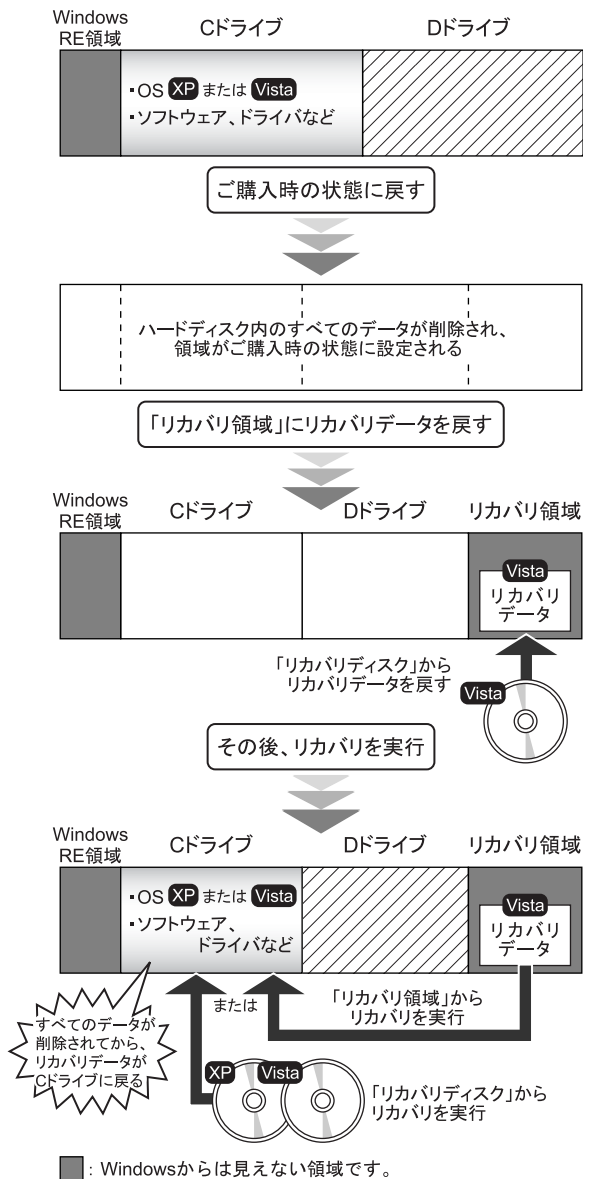 Windows
RE領域
Cドライブ
Dドライブ
・OS XP または Vista
・ソフトウェア、ドライバなど
ご購入時の状態に戻す
ハードディスク内のすべてのデータが削除され、
領域がご購入時の状態に設定される
「リカバリ領域」にリカバリデータを戻す
Windows
RE領域
Cドライブ
Dドライブ
リカバリ領域
Vista
リカバリ
データ
「リカバリディスク」から
リカバリデータを戻す
Vista
その後、リカバリを実行
Windows
RE領域
Cドライブ
Dドライブ
リカバリ領域
・OS XP または Vista
・ソフトウェア、
ドライバなど
Vista
リカバリ
データ
すべてのデータが
削除されてから、
リカバリデータが
Cドライブに戻る
または
「リカバリ領域」から
リカバリを実行
XP
Vista
「リカバリディスク」から
リカバリを実行
: Windowsからは見えない領域です。